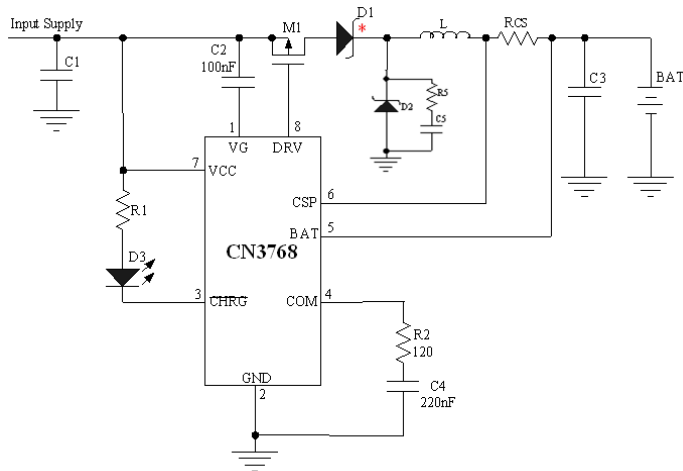 D1
Input Supply
M1
*
L
RCS
C2
100nF
C1
C3
BAT
R5
D2
C5
1
8
VG
DRV
7
VCC
CSP
6
R1
BAT
5
CN3768
D3
3
CHRG
COM
4
R2
120
GND
2
C4
220nF